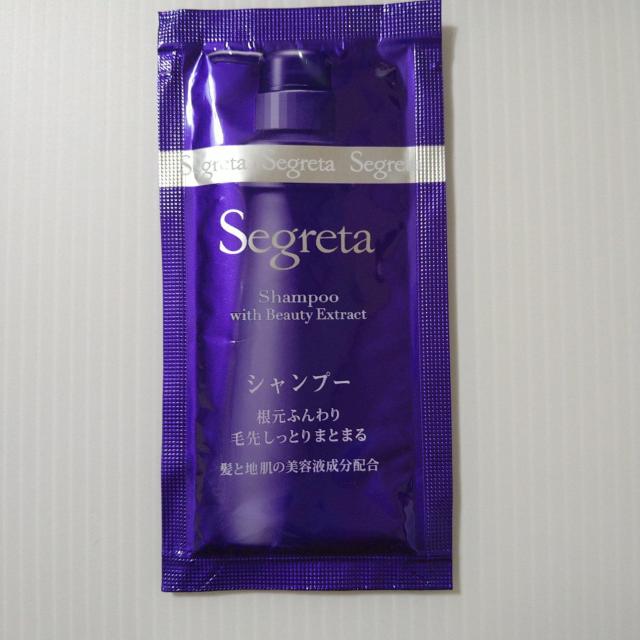 Segreta Segreta Segreta
Segreta
Shampoo
with Beauty Extract
シャンプー
根元ふんわり
毛先しっとりまとまる
髪と地肌の美容液成分配合